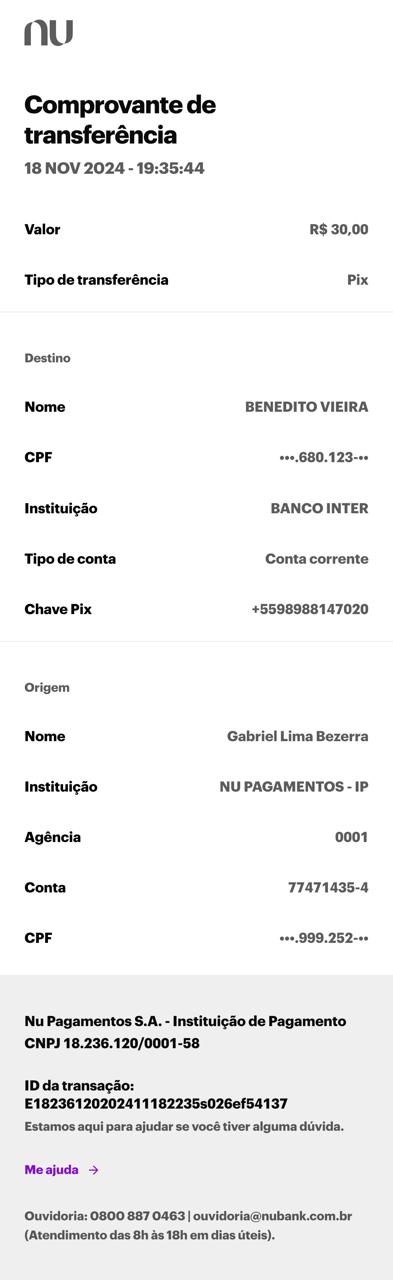 nu
Comprovante de
transferência
18 NOV 2024 - 19:35:44
Valor R$ 30,00
Tipo de transferência Pix
Destino
Nome BENEDITO VIEIRA
CPF •••.680.123-••
Instituição BANCO INTER
Tipo de conta Conta corrente
Chave Pix +5598988147020
Origem
Nome Gabriel Lima Bezerra
Instituição NU PAGAMENTOS - IP
Agência 0001
Conta 77471435-4
CPF •••.999.252-••
Nu Pagamentos S.A. - Instituição de Pagamento
CNPJ 18.236.120/0001-58
ID da transação:
E18236120202411182235s026ef54137
Estamos aqui para ajudar se você tiver alguma dúvida.
Me ajuda →
Ouvidoria: 0800 887 0463 | ouvidoria@nubank.com.br
(Atendimento das 8h às 18h em dias úteis).